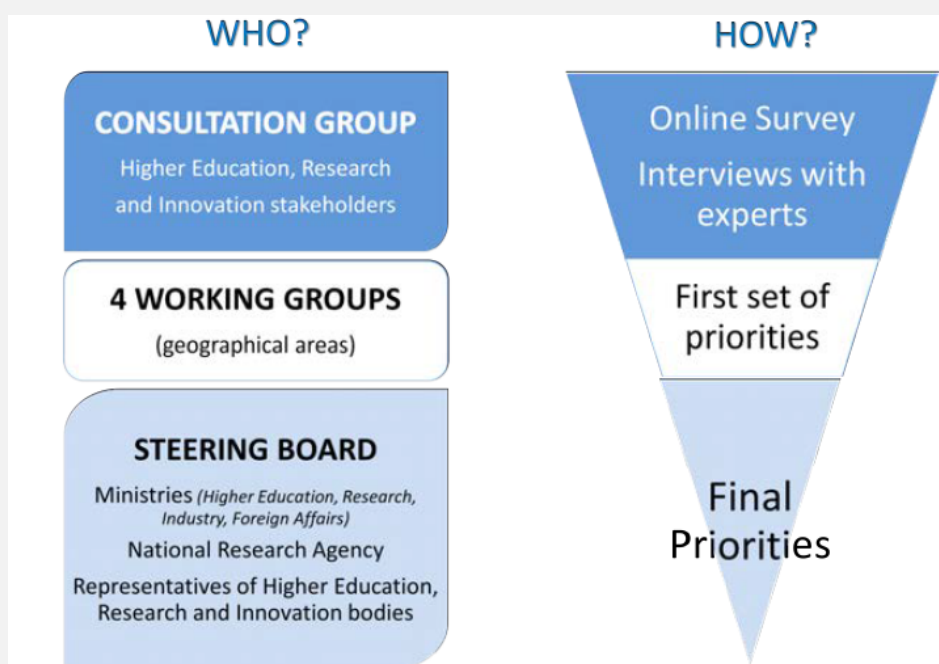 WHO?
CONSULTATION GROUP
Higher Education, Research
and Innovation stakeholders
4 WORKING GROUPS
(geographical areas)
STEERING BOARD
Ministries (Higher Education, Research,
Industry, Foreign Affairs)
National Research Agency
Representatives of Higher Education,
Research and Innovation bodies
HOW?
Online Survey
Interviews with
experts
First set of
priorities
Final
Priorities